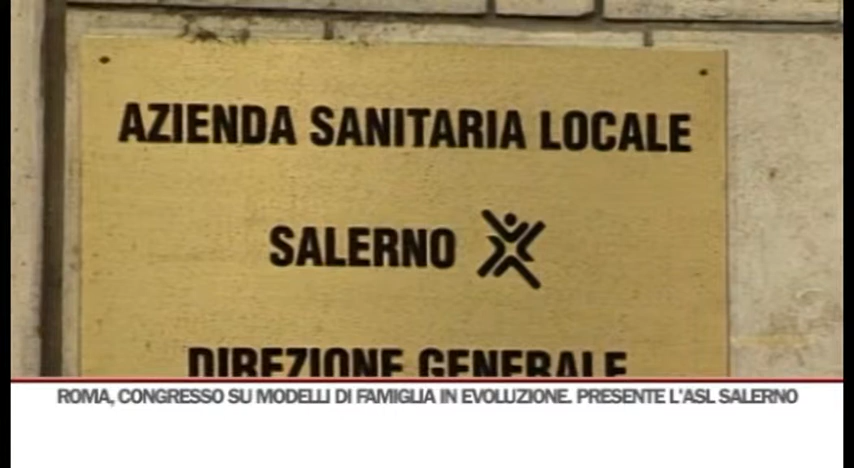 AZIENDA SANITARIA LOCALE
SALERNO
DIREZIONE GENERALE
ROMA, CONGRESSO SU MODELLI DI FAMIGLIA IN EVOLUZIONE. PRESENTE L'ASL SALERNO